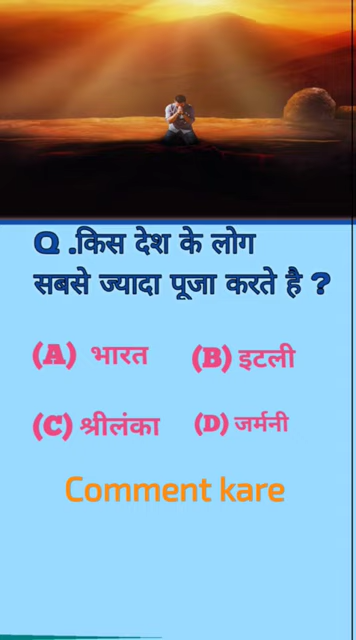 Q .किस देश के लोग
सबसे ज्यादा पूजा करते है ?
(A) भारत (B) इटली
(C) श्रीलंका (D) जर्मनी
Comment kare